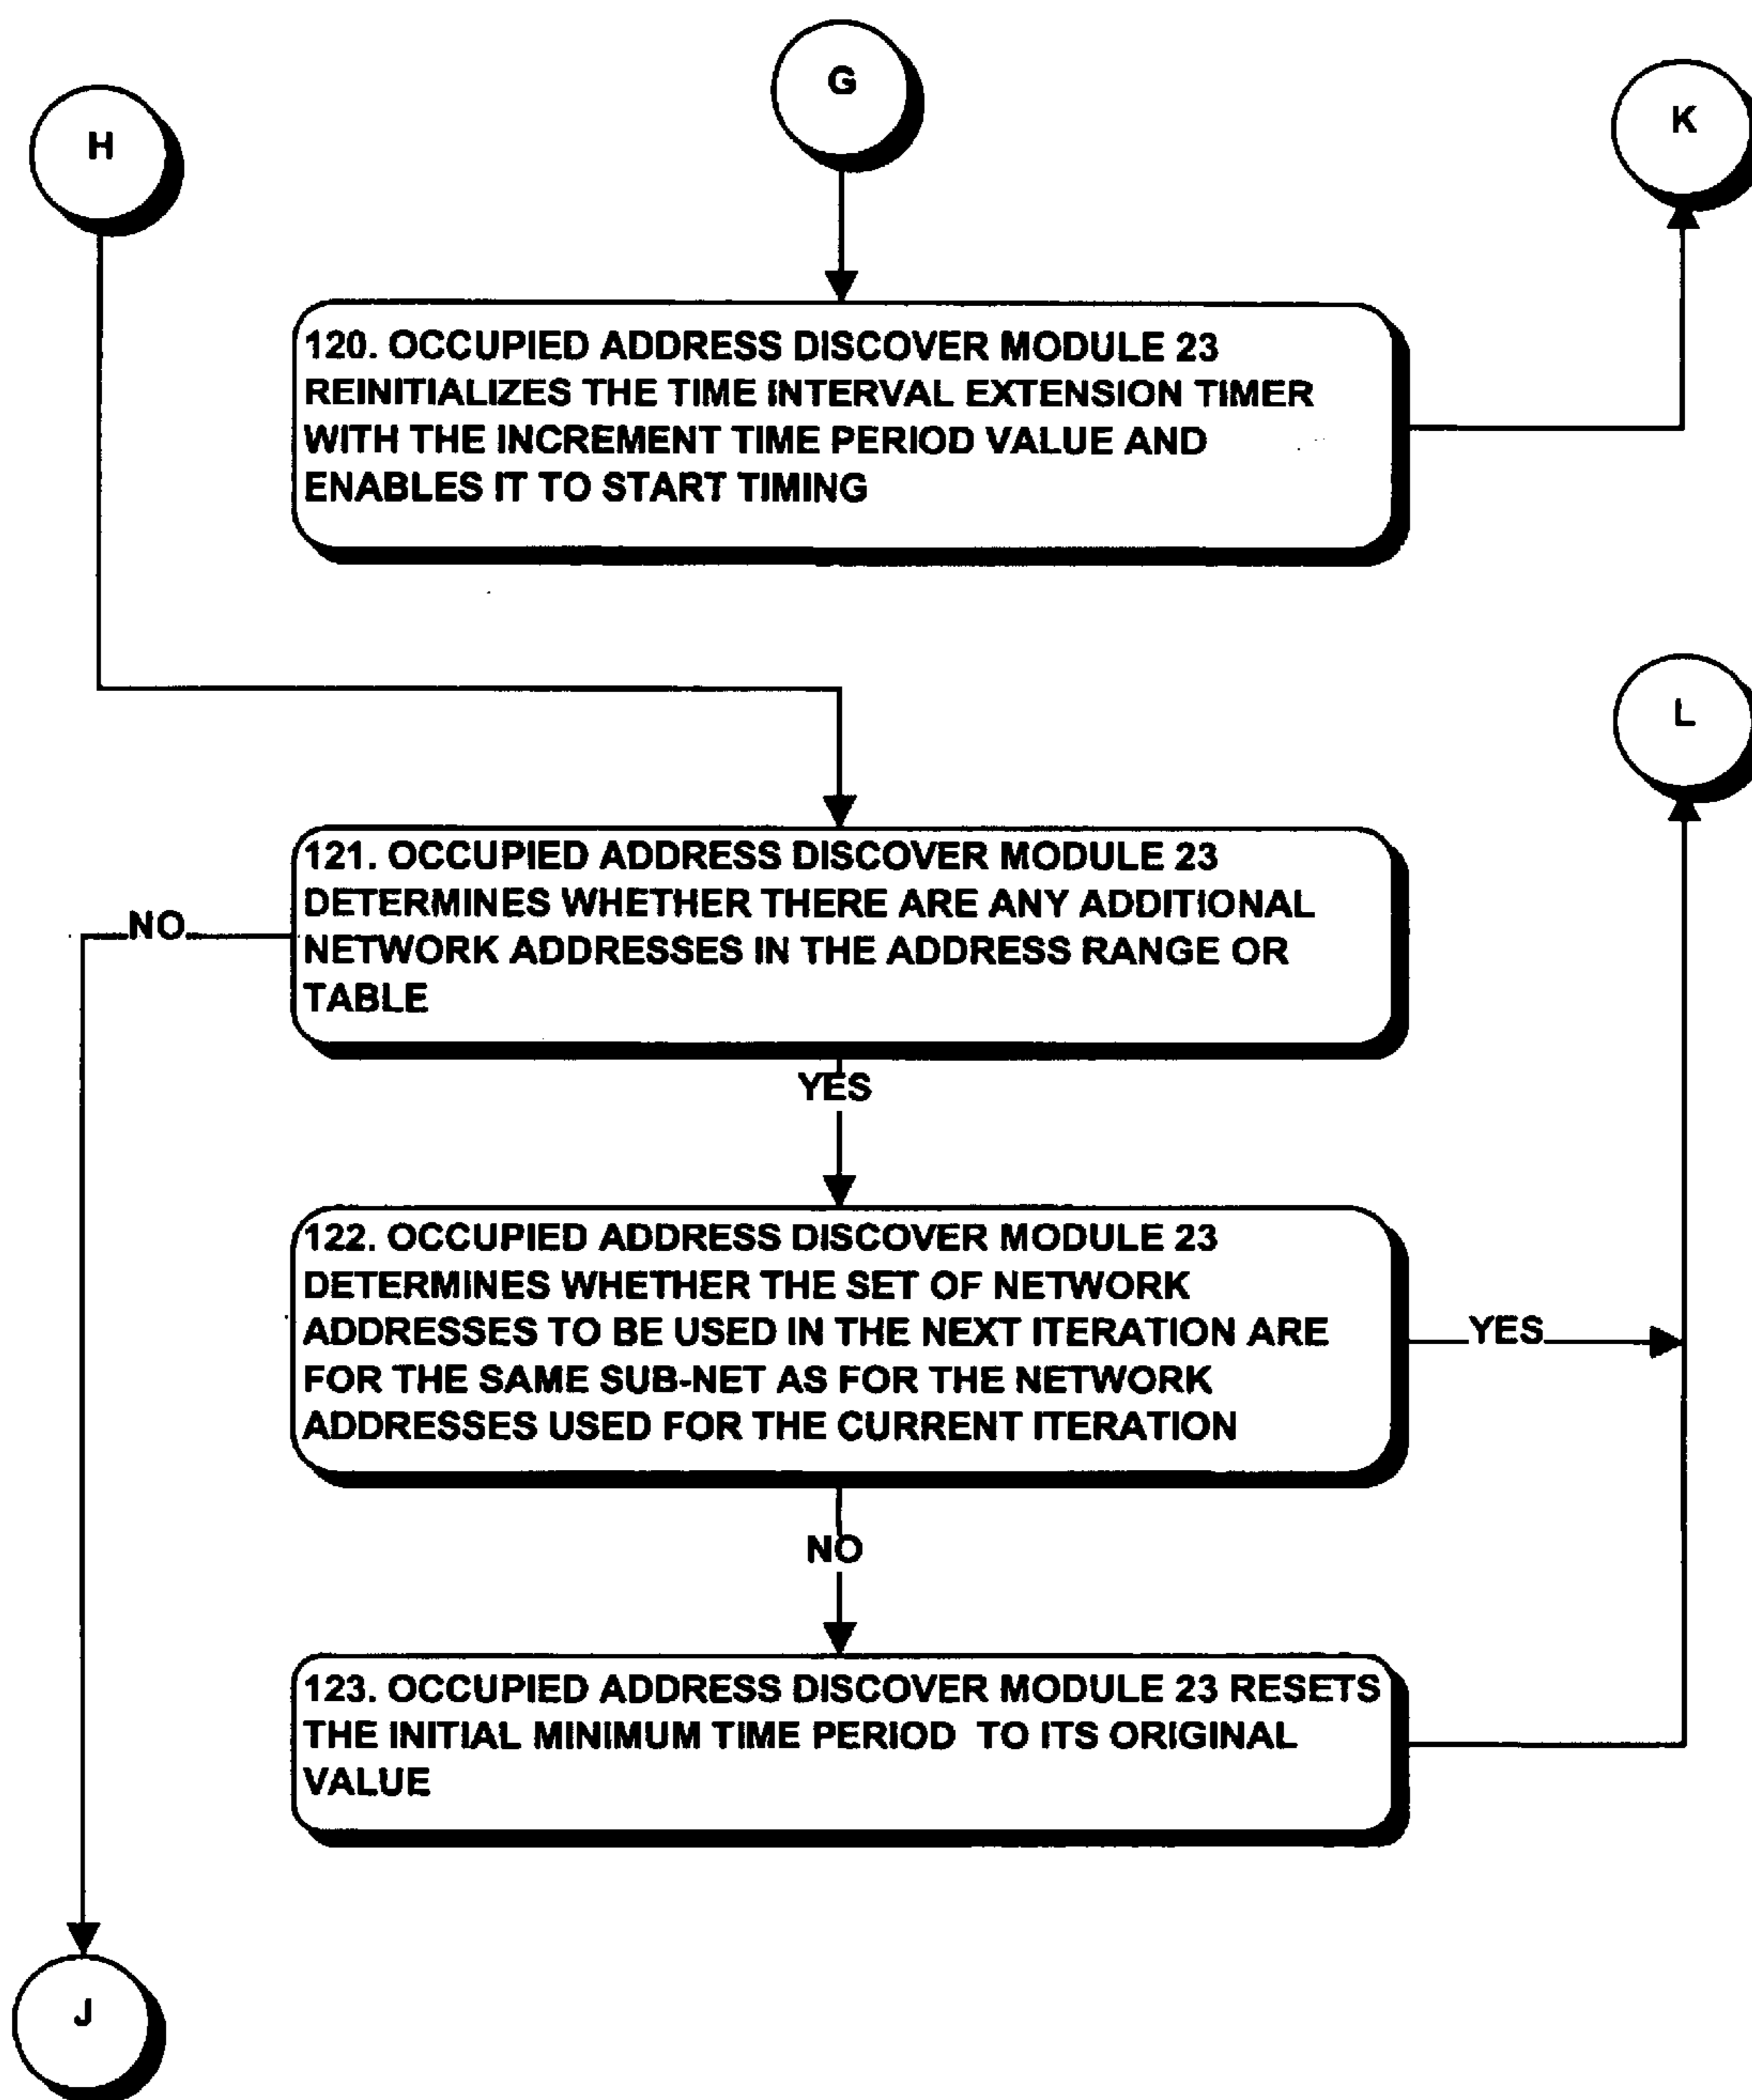 G
K
H
120. OCCUPIED ADDRESS DISCOVER MODULE 23
REINITIALIZES THE TIME INTERVAL EXTENSION TIMER
WITH THE INCREMENT TIME PERIOD VALUE AND
ENABLES IT TO START TIMING
L
121. OCCUPIED ADDRESS DISCOVER MODULE 23
DETERMINES WHETHER THERE ARE ANY ADDITIONAL
NETWORK ADDRESSES IN THE ADDRESS RANGE OR
TABLE
NO
YES
122. OCCUPIED ADDRESS DISCOVER MODULE 23
DETERMINES WHETHER THE SET OF NETWORK
ADDRESSES TO BE USED IN THE NEXT ITERATION ARE
FOR THE SAME SUB-NET AS FOR THE NETWORK
ADDRESSES USED FOR THE CURRENT ITERATION
YES
NO
123. OCCUPIED ADDRESS DISCOVER MODULE 23 RESETS
THE INITIAL MINIMUM TIME PERIOD TO ITS ORIGINAL
VALUE
J